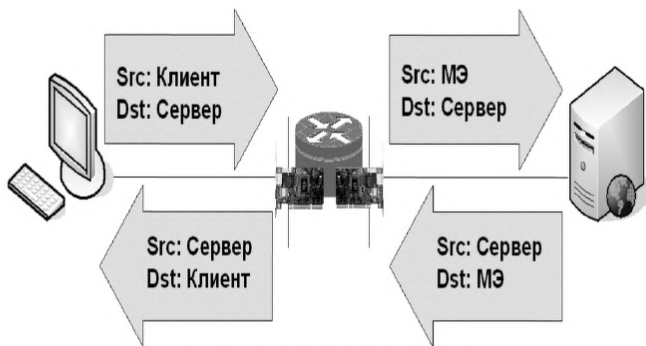 Src: Клиент
Dst: Сервер
Src: МЭ
Dst: Сервер
Src: Сервер
Dst: Клиент
Src: Сервер
Dst: МЭ